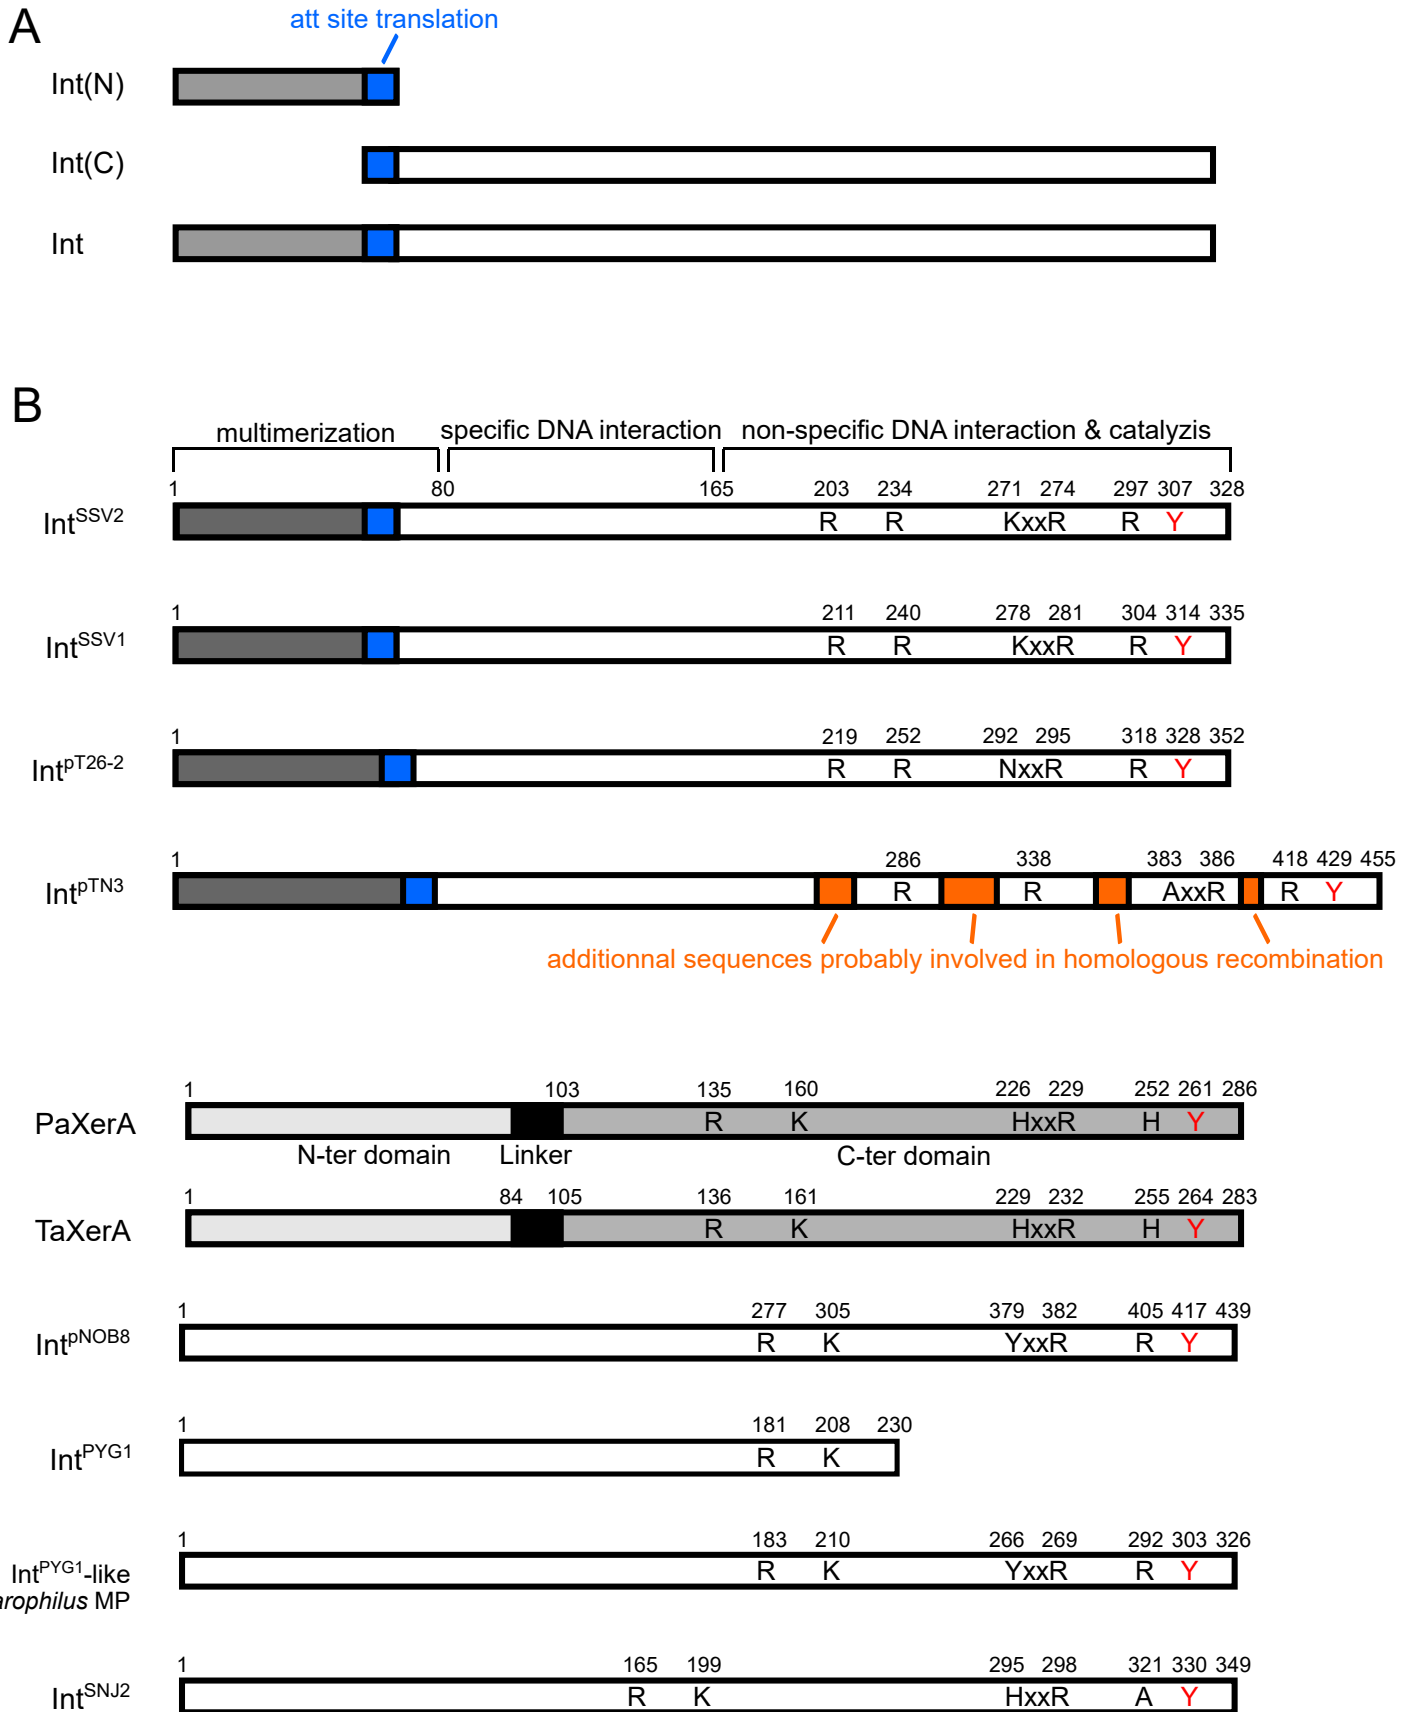 A
att site translation
Int(N)
Int(C)
Int
B
multimerization specific DNA interaction non-specific DNA interaction & catalyzis
1 80 165 203 234 271 274 297 307 328
IntSSV2 R R KxxR R Y
1 211 240 278 281 304 314 335
IntSSV1 R R KxxR R Y
1 219 252 292 295 318 328 352
IntpT26-2 R R NxxR R Y
1 286 338 383 386 418 429 455
IntpTN3 R R AxxR R Y
additionnal sequences probably involved in homologous recombination
1 103 135 160 226 229 252 261 286
PaXerA R K HxxR H Y
N-ter domain Linker C-ter domain
1 84 105 136 161 229 232 255 264 283
TaXerA R K HxxR H Y
1 277 305 379 382 405 417 439
IntpNOB8 R K YxxR R Y
1 181 208 230
IntPYG1 R K
1 183 210 266 269 292 303 326
IntPYG1-like R K YxxR R Y
arophilus MP
1 165 199 295 298 321 330 349
IntSNJ2 R K HxxR A Y